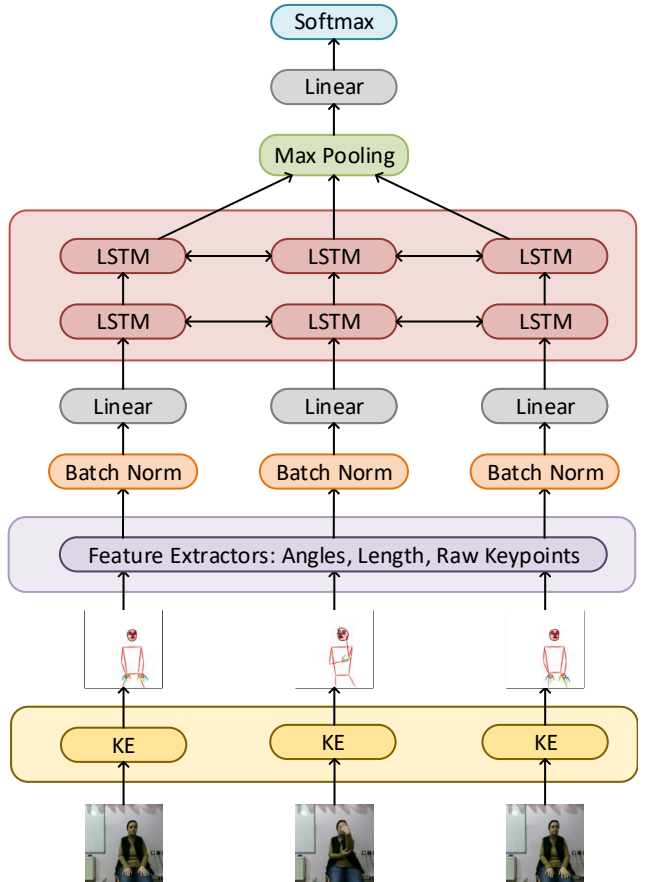 Softmax
Linear
Max Pooling
LSTM LSTM LSTM
LSTM LSTM LSTM
Linear Linear Linear
Batch Norm Batch Norm Batch Norm
Feature Extractors: Angles, Length, Raw Keypoints
KE KE KE